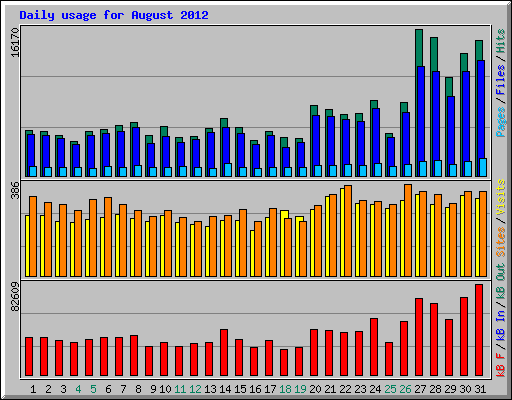 Daily usage for August 2012
16170
Pages / Files / Hits
386
Sites / Visits
82609
kB F / kB In / kB Out
1 2 3 4 5 6 7 8 9 10 11 12 13 14 15 16 17 18 19 20 21 22 23 24 25 26 27 28 29 30 31